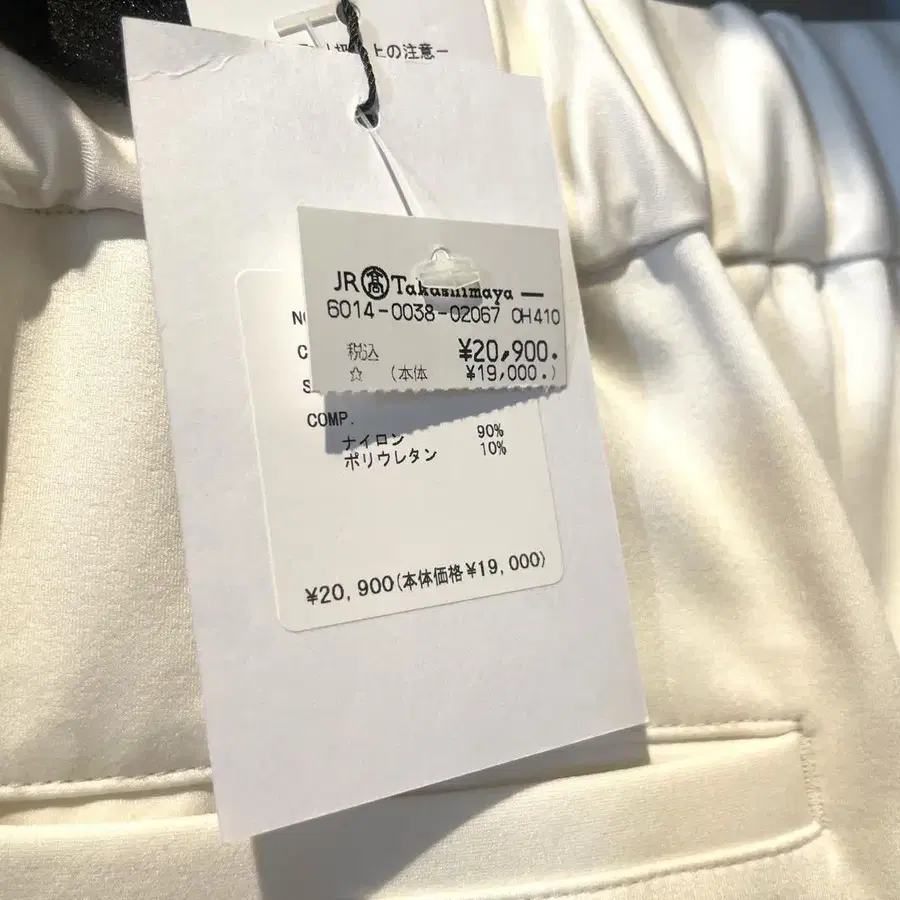 上の注意ー
JR 髙 Takashimaya
6014-0038-02067 0H410
税込 ¥20,900.
☆ (本体 ¥19,000.)
COMP.
ナイロン 90%
ポリウレタン 10%
¥20,900(本体価格¥19,000)